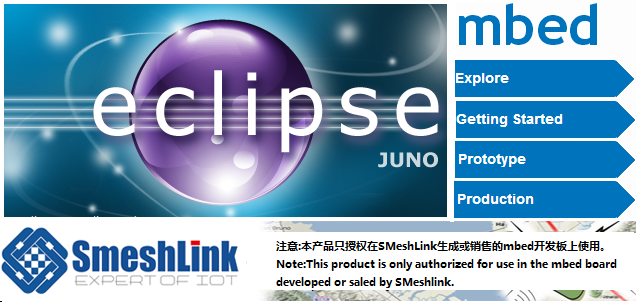 eclipse
JUNO
mbed
Explore
Getting Started
Prototype
Production
SmeshLink
EXPERT OF IOT
注意:本产品只授权在SMeshLink生成或销售的mbed开发板上使用。
Note:This product is only authorized for use in the mbed board
developed or saled by SMeshlink.